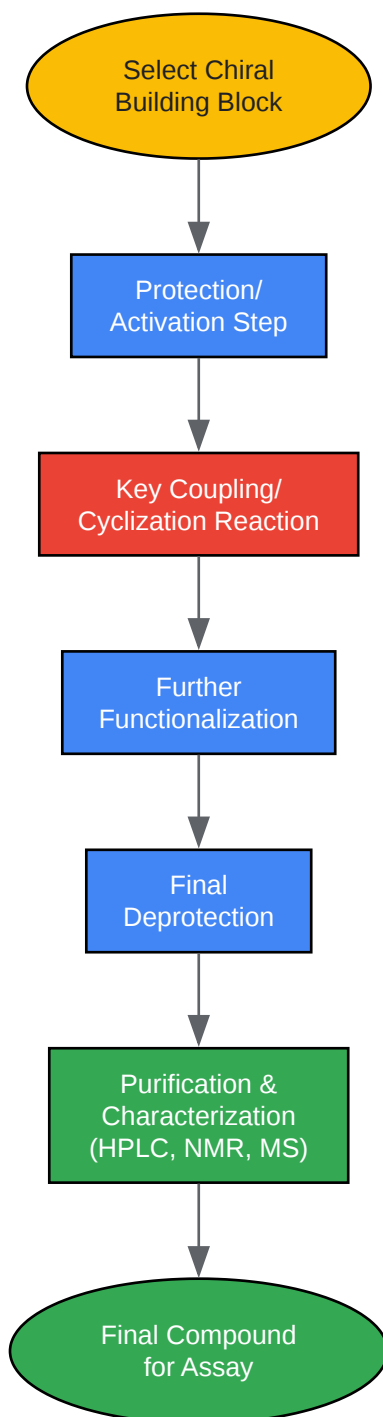 Select Chiral
Building Block
Protection/
Activation Step
Key Coupling/
Cyclization Reaction
Further
Functionalization
Final
Deprotection
Purification &
Characterization
(HPLC, NMR, MS)
Final Compound
for Assay